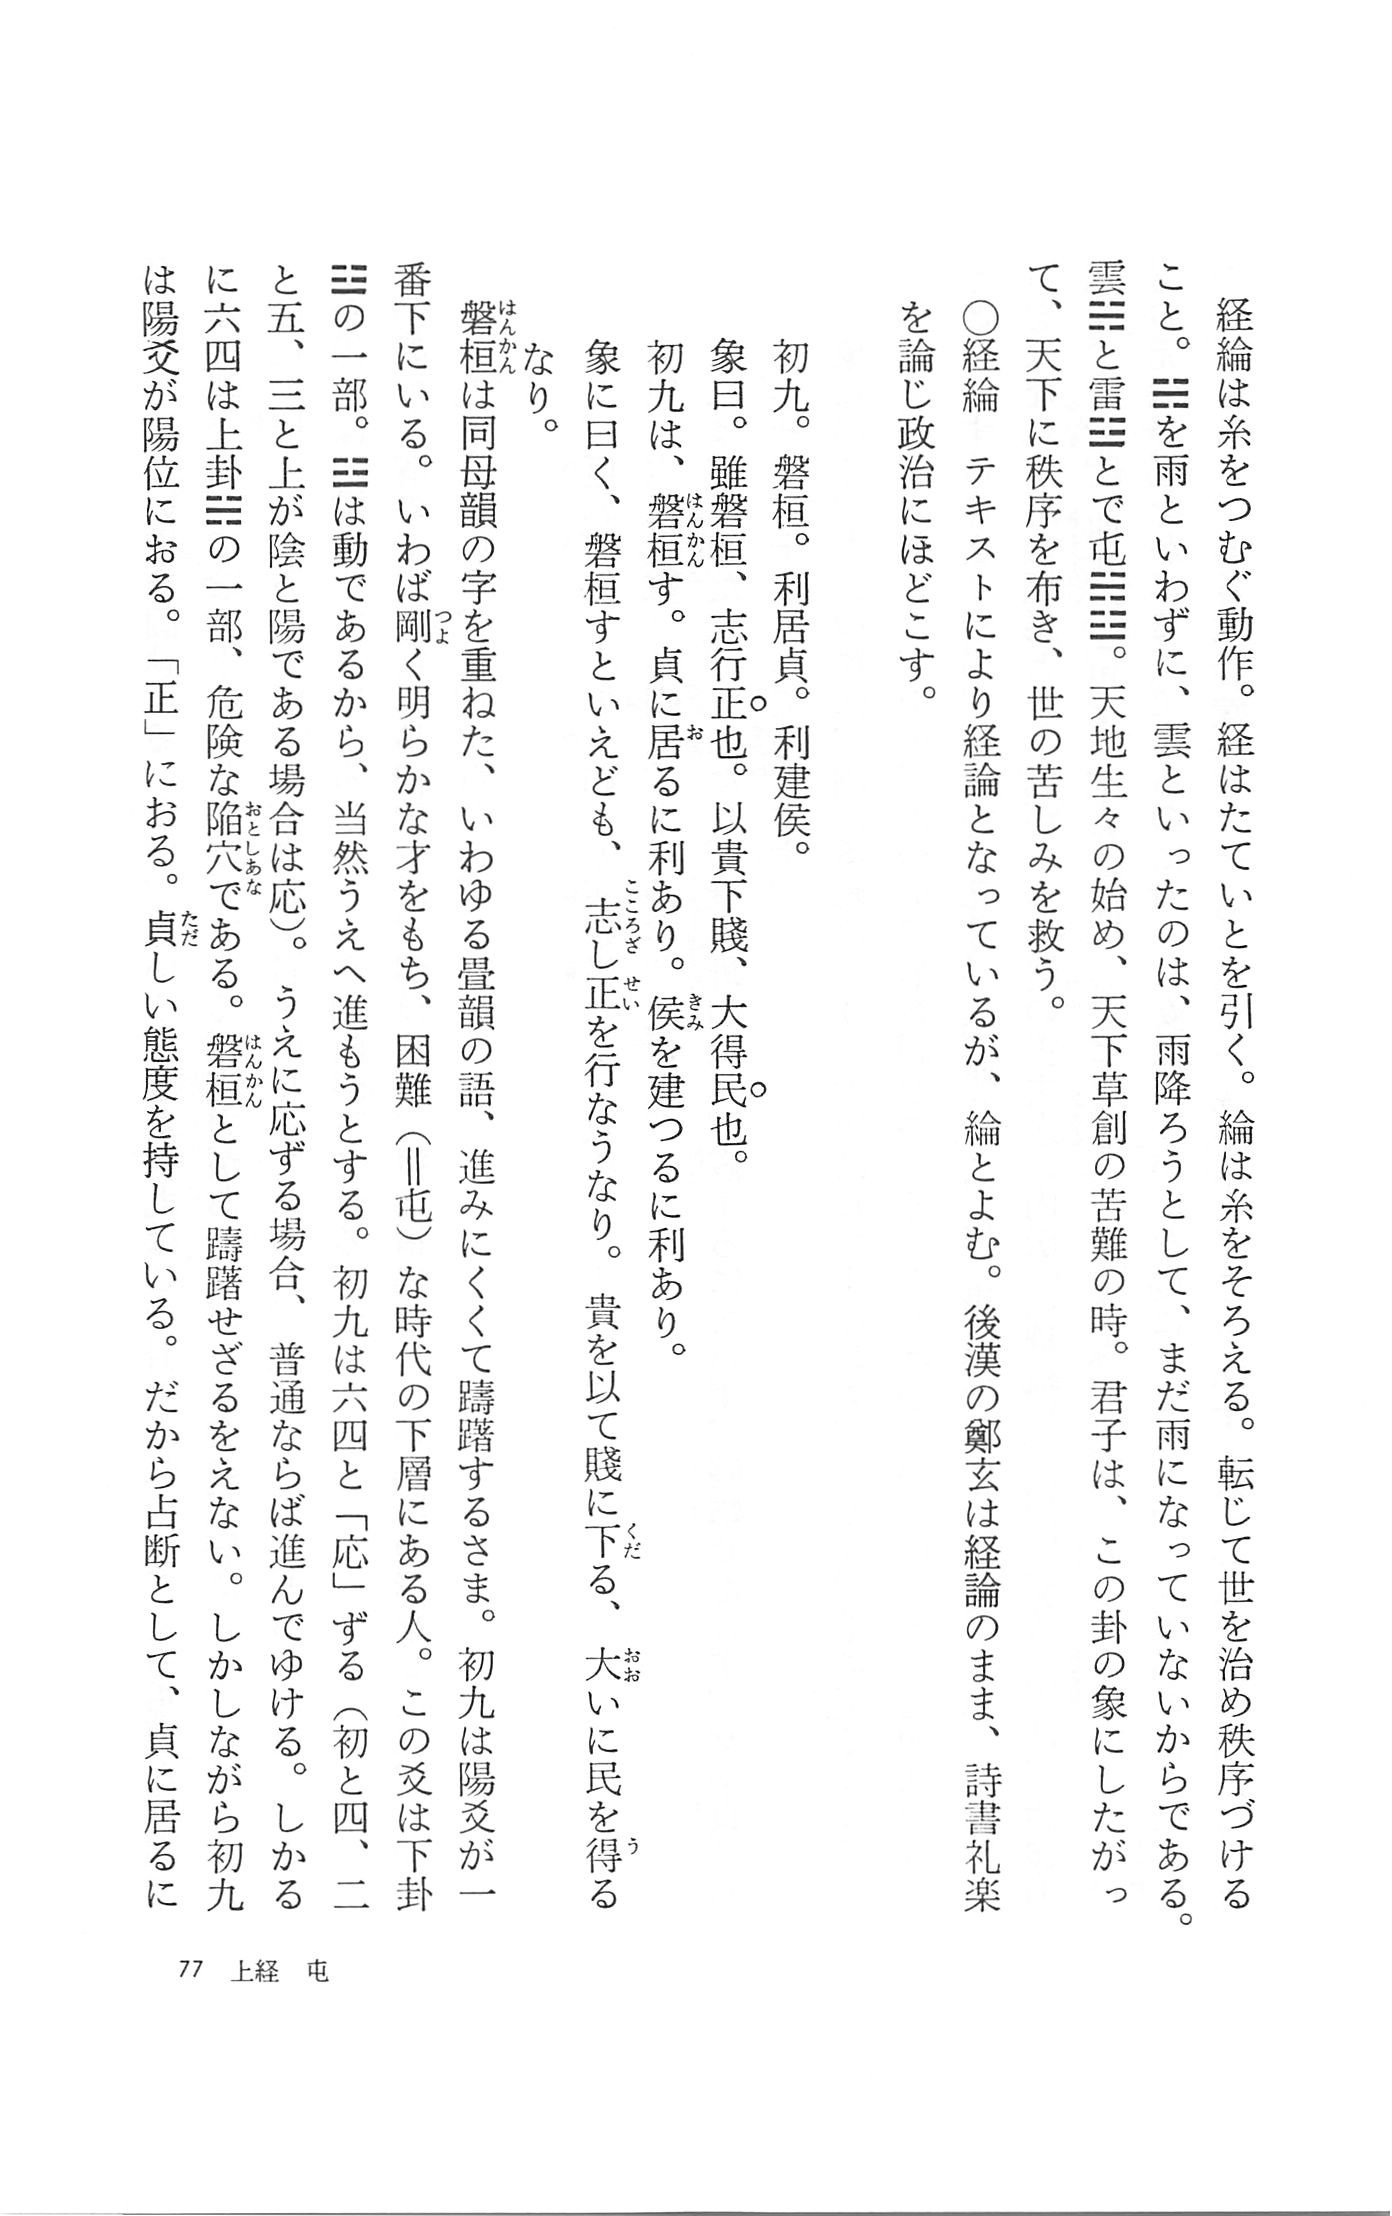 経綸は糸をつむぐ動作。経はたていとを引く。綸は糸をそろえる。転じて世を治め秩序づける
こと。☵を雨といわずに、雲といったのは、雨降ろうとして、まだ雨になっていないからである。
雲☵と雷☳とで屯☵☳。天地生々の始め、天下草創の苦難の時。君子は、この卦の象にしたがっ
て、天下に秩序を布き、世の苦しみを救う。
〇経綸　テキストにより経論となっているが、綸とよむ。後漢の鄭玄は経論のまま、詩書礼楽
を論じ政治にほどこす。
初九。磐桓。利居貞。利建侯。
象曰。雖磐桓、志行正也。以貴下賤、大得民也。
初九は、磐桓す。貞に居るに利あり。侯を建つるに利あり。
象に曰く、磐桓すといえども、志し正を行なうなり。貴を以て賤に下る、大いに民を得る
なり。
磐桓は同母韻の字を重ねた、いわゆる畳韻の語、進みにくくて躊躇するさま。初九は陽爻が一
番下にいる。いわば剛く明らかな才をもち、困難（＝屯）な時代の下層にある人。この爻は下卦
☳の一部。☳は動であるから、当然うえへ進もうとする。初九は六四と「応」ずる（初と四、二
と五、三と上が陰と陽である場合は応）。うえに応ずる場合、普通ならば進んでゆける。しかる
に六四は上卦☵の一部、危険な陥穴である。磐桓として躊躇せざるをえない。しかしながら初九
は陽爻が陽位におる。「正」におる。貞しい態度を持している。だから占断として、貞に居るに
77　上経　屯